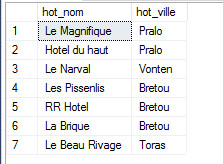 hot_nom hot_ville
1 Le Magnifique Pralo
2 Hotel du haut Pralo
3 Le Narval Vonten
4 Les Pissenlis Bretou
5 RR Hotel Bretou
6 La Brique Bretou
7 Le Beau Rivage Toras